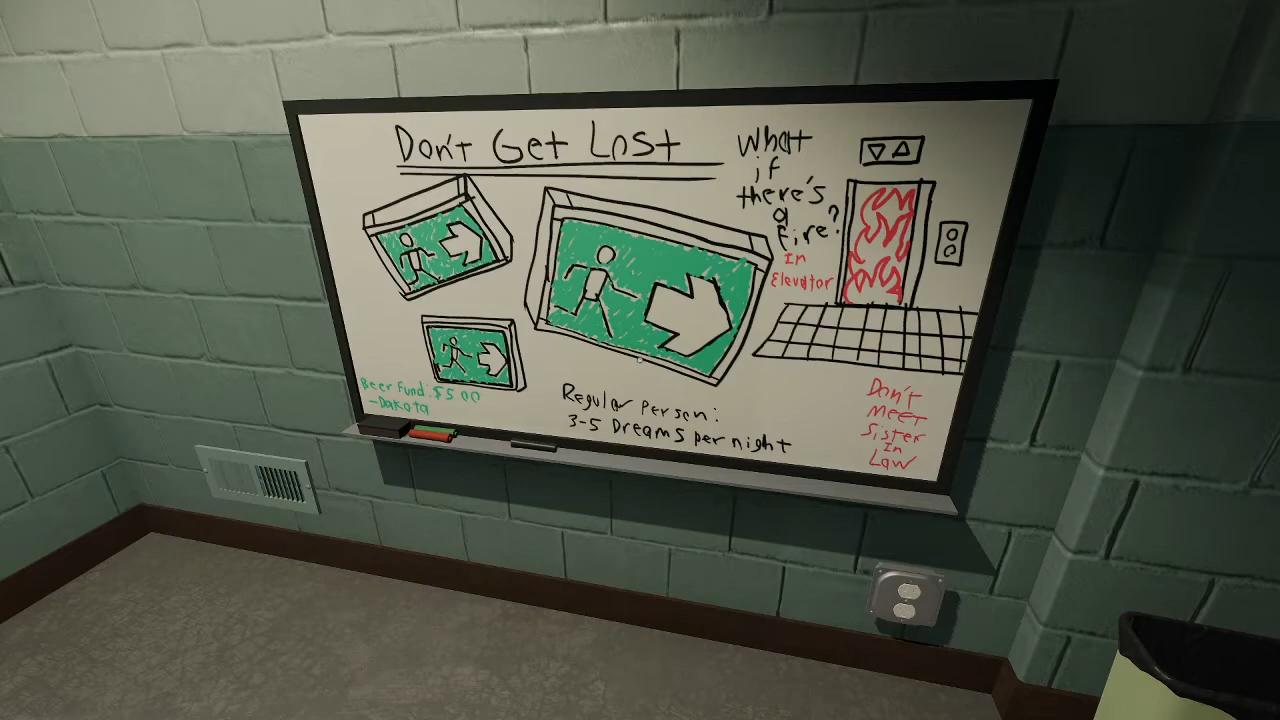 Don't Get Lost
What
if
there's
a
Fire?
In
Elevator
Beer Fund: $5.00
-Dakota
Regular Person:
3-5 Dreams per night
Don't
Meet
Sister
In
Law